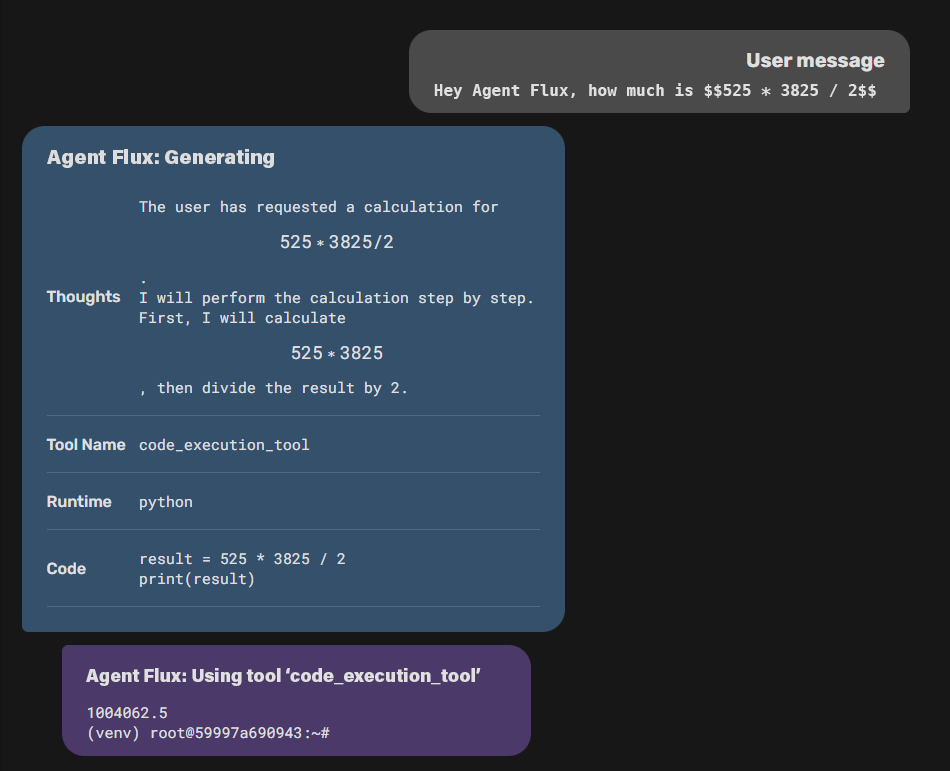 User message
Hey Agent Flux, how much is $$525 * 3825 / 2$$
Agent Flux: Generating
Thoughts
The user has requested a calculation for
525 ∗ 3825/2
.
I will perform the calculation step by step.
First, I will calculate
525 ∗ 3825
, then divide the result by 2.
Tool Name code_execution_tool
Runtime python
Code
result = 525 * 3825 / 2
print(result)
Agent Flux: Using tool ‘code_execution_tool’
1004062.5
(venv) root@59997a690943:~#